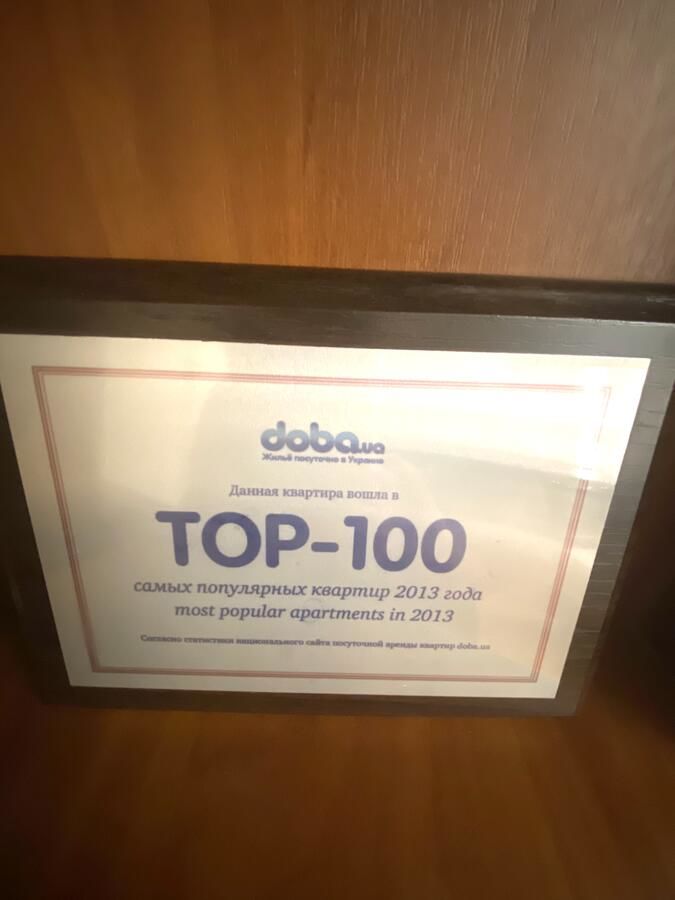 doba.ua
Жильё посуточно в Украине
Данная квартира вошла в
TOP-100
самых популярных квартир 2013 года
most popular apartments in 2013
Согласно статистики национального сайта посуточной аренды квартир doba.ua